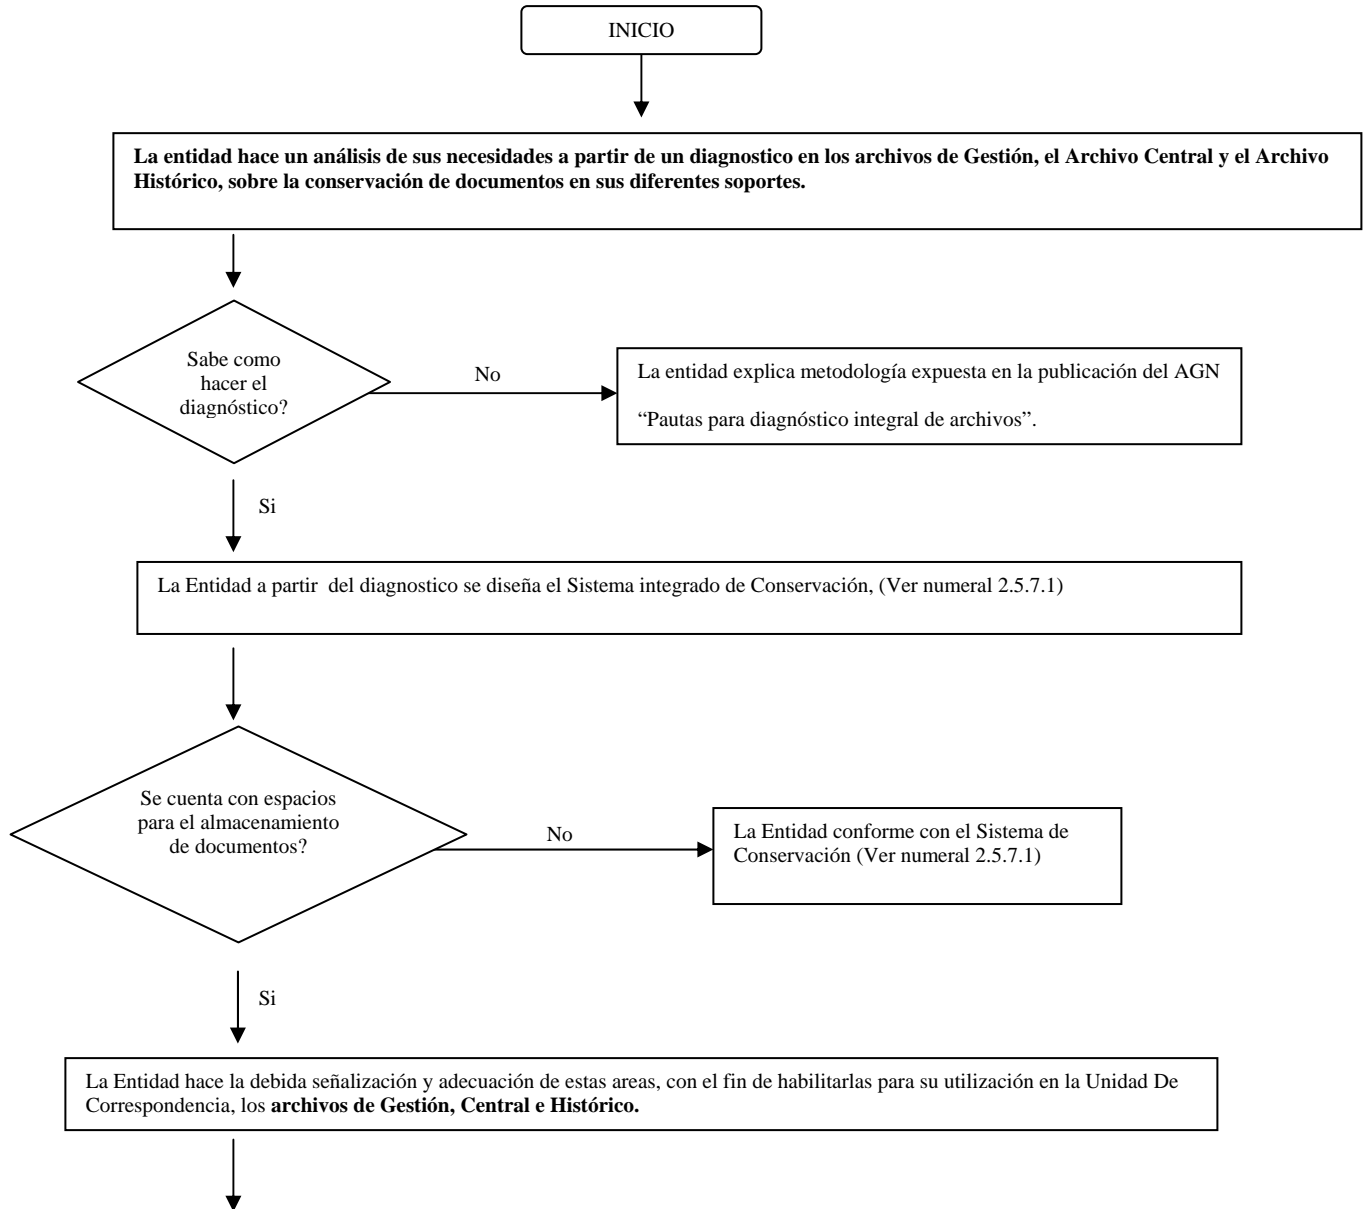 INICIO
La entidad hace un análisis de sus necesidades a partir de un diagnostico en los archivos de Gestión, el Archivo Central y el Archivo
Histórico, sobre la conservación de documentos en sus diferentes soportes.
Sabe como
hacer el
diagnóstico?
No
La entidad explica metodología expuesta en la publicación del AGN
“Pautas para diagnóstico integral de archivos”.
Si
La Entidad a partir del diagnostico se diseña el Sistema integrado de Conservación, (Ver numeral 2.5.7.1)
Se cuenta con espacios
para el almacenamiento
de documentos?
No
La Entidad conforme con el Sistema de
Conservación (Ver numeral 2.5.7.1)
Si
La Entidad hace la debida señalización y adecuación de estas areas, con el fin de habilitarlas para su utilización en la Unidad De
Correspondencia, los archivos de Gestión, Central e Histórico.